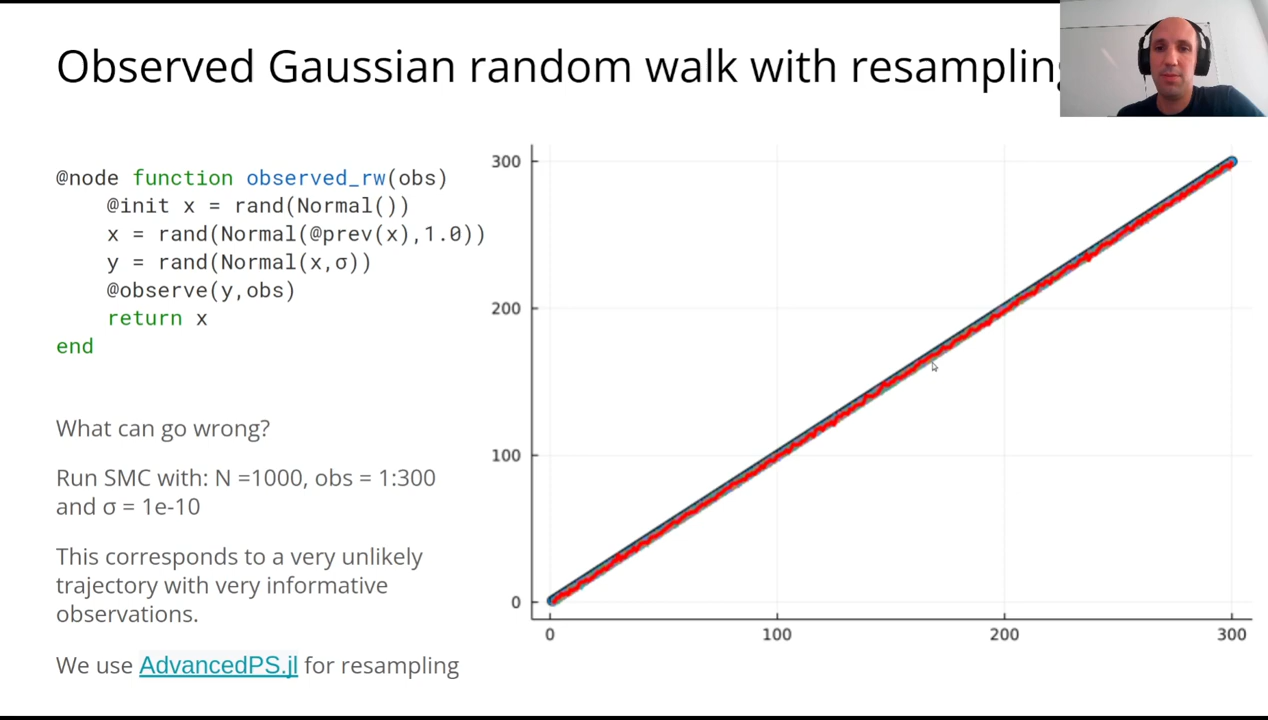 Observed Gaussian random walk with resampling
@node function observed_rw(obs)
@init x = rand(Normal())
x = rand(Normal(@prev(x),1.0))
y = rand(Normal(x,σ))
@observe(y,obs)
return x
end
What can go wrong?
Run SMC with: N =1000, obs = 1:300
and σ = 1e-10
This corresponds to a very unlikely
trajectory with very informative
observations.
We use AdvancedPS.jl for resampling
300
200
100
0
0 100 200 300